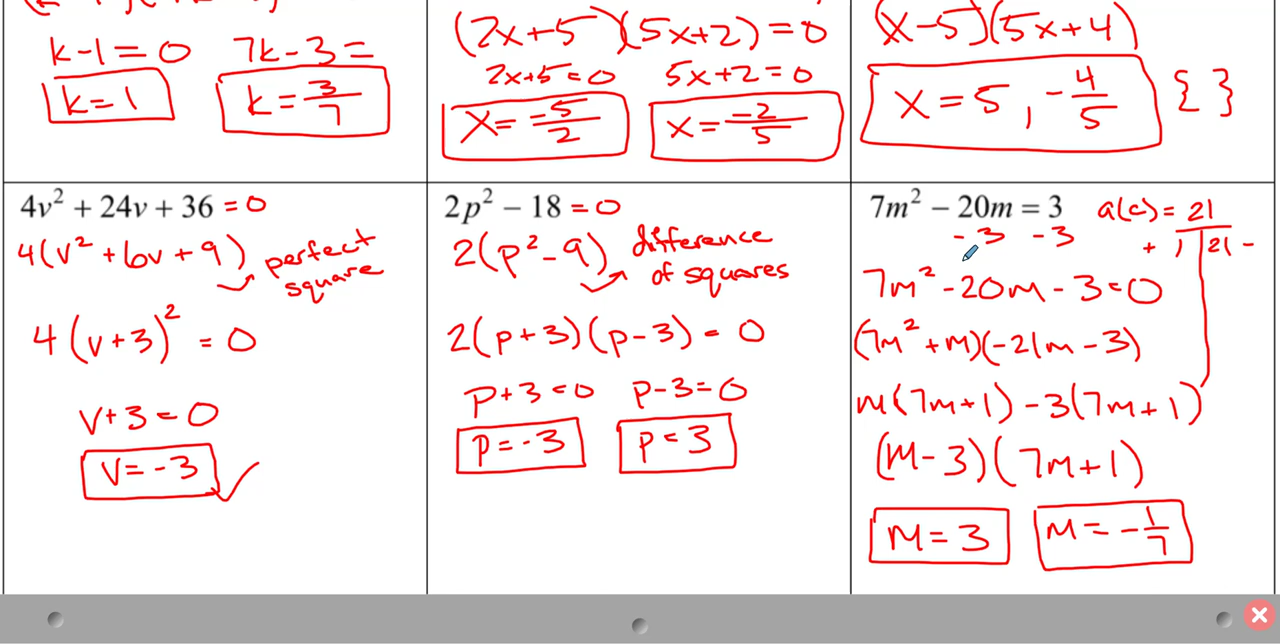 k-1=0 7k-3=
k=1 k=3/7
(2x+5)(5x+2)=0
2x+5=0 5x+2=0
x=-5/2 x=-2/5
(x-5)(5x+4)
x=5, -4/5 { }
4v² + 24v + 36 = 0
4(v² + 6v + 9) perfect
square
4(v+3)² = 0
v+3=0
v=-3 ✓
2p² − 18 = 0
2(p²-9) difference
of squares
2(p+3)(p-3) = 0
p+3=0 p-3=0
p=-3 p=3
7m² − 20m = 3 a(c) = 21
-3 -3 + 1 | 21 -
7m² -20m -3=0
(7m² +m)(-21m -3)
m(7m+1) -3(7m+1)
(m-3)(7m+1)
m=3 m=-1/7